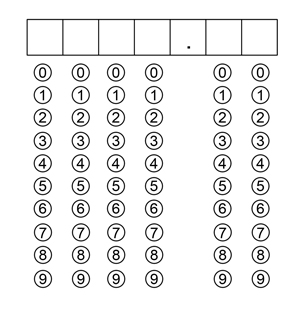 .
0 0 0 0 0 0
1 1 1 1 1 1
2 2 2 2 2 2
3 3 3 3 3 3
4 4 4 4 4 4
5 5 5 5 5 5
6 6 6 6 6 6
7 7 7 7 7 7
8 8 8 8 8 8
9 9 9 9 9 9